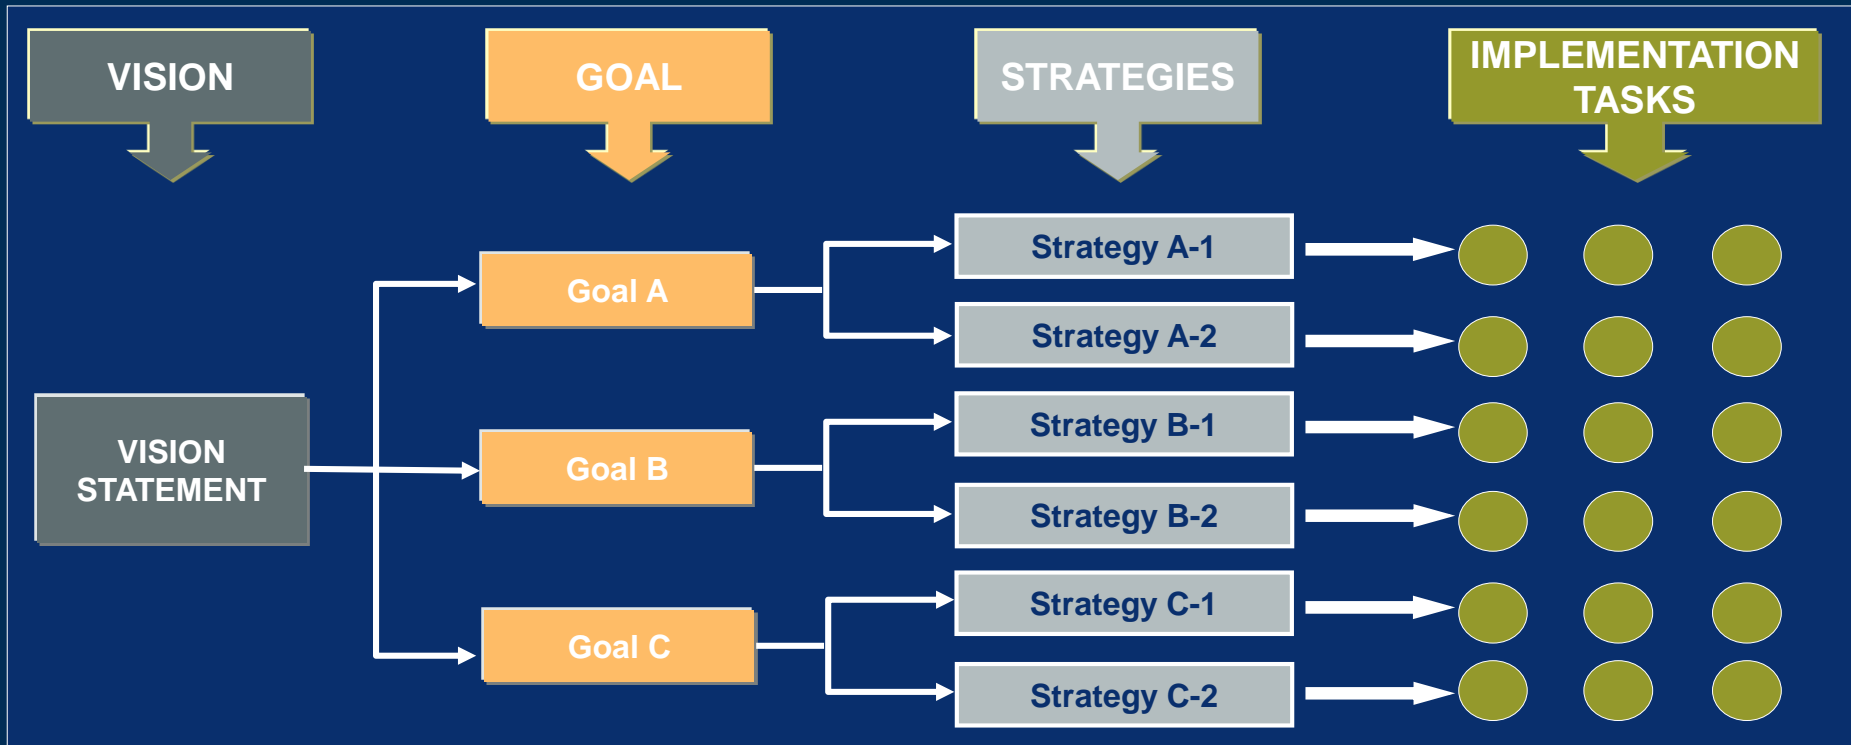 VISION
GOAL
STRATEGIES
IMPLEMENTATION
TASKS
VISION
STATEMENT
Goal A
Goal B
Goal C
Strategy A-1
Strategy A-2
Strategy B-1
Strategy B-2
Strategy C-1
Strategy C-2